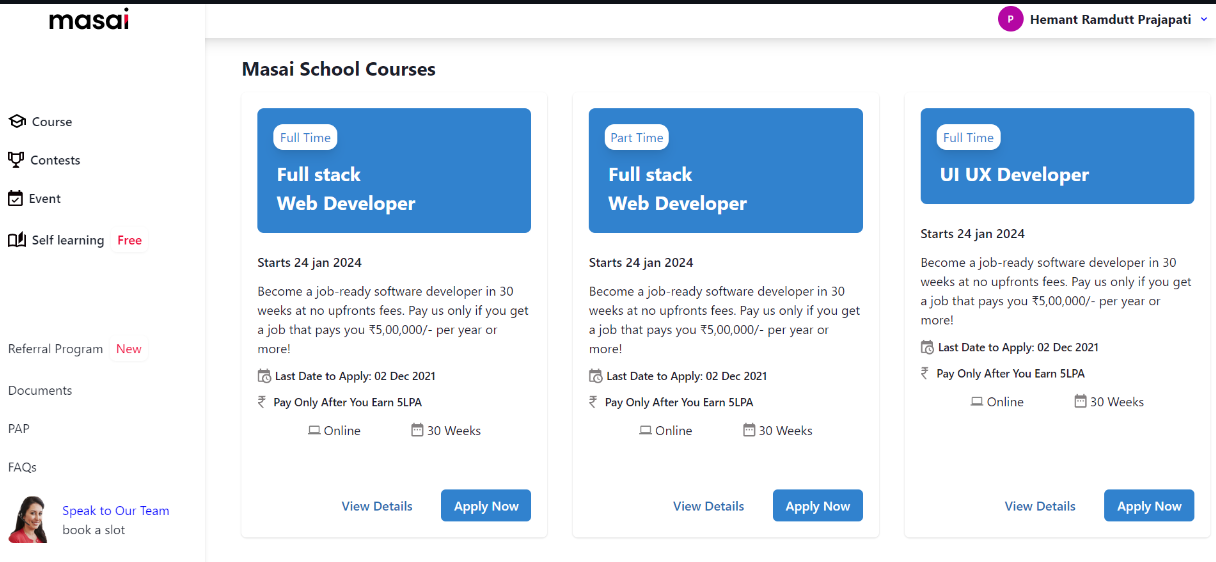 masai
P Hemant Ramdutt Prajapati
Course
Contests
Event
Self learning Free
Referral Program New
Documents
PAP
FAQs
Speak to Our Team
book a slot
Masai School Courses
Full Time
Full stack
Web Developer
Starts 24 jan 2024
Become a job-ready software developer in 30
weeks at no upfronts fees. Pay us only if you get
a job that pays you ₹5,00,000/- per year or
more!
Last Date to Apply: 02 Dec 2021
₹ Pay Only After You Earn 5LPA
Online 30 Weeks
View Details Apply Now
Part Time
Full stack
Web Developer
Starts 24 jan 2024
Become a job-ready software developer in 30
weeks at no upfronts fees. Pay us only if you get
a job that pays you ₹5,00,000/- per year or
more!
Last Date to Apply: 02 Dec 2021
₹ Pay Only After You Earn 5LPA
Online 30 Weeks
View Details Apply Now
Full Time
UI UX Developer
Starts 24 jan 2024
Become a job-ready software developer in 30
weeks at no upfronts fees. Pay us only if you get
a job that pays you ₹5,00,000/- per year or
more!
Last Date to Apply: 02 Dec 2021
₹ Pay Only After You Earn 5LPA
Online 30 Weeks
View Details Apply Now